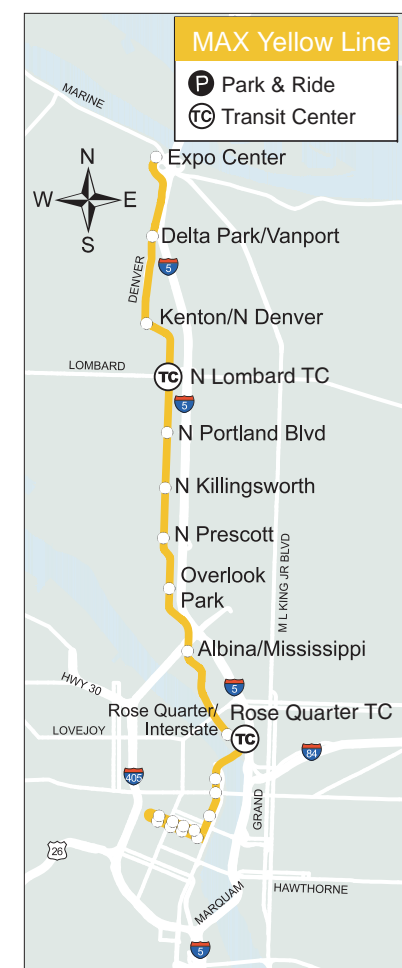 MAX Yellow Line
P Park & Ride
TC Transit Center
MARINE
Expo Center
N
W E
S
Delta Park/Vanport
5
DENVER
Kenton/N Denver
LOMBARD
TC N Lombard TC
5
N Portland Blvd
N Killingsworth
N Prescott
M L KING JR BLVD
Overlook
Park
Albina/Mississippi
HWY 30
5
Rose Quarter/
Interstate
Rose Quarter TC
TC
LOVEJOY
84
405
GRAND
26
HAWTHORNE
MARQUAM
5